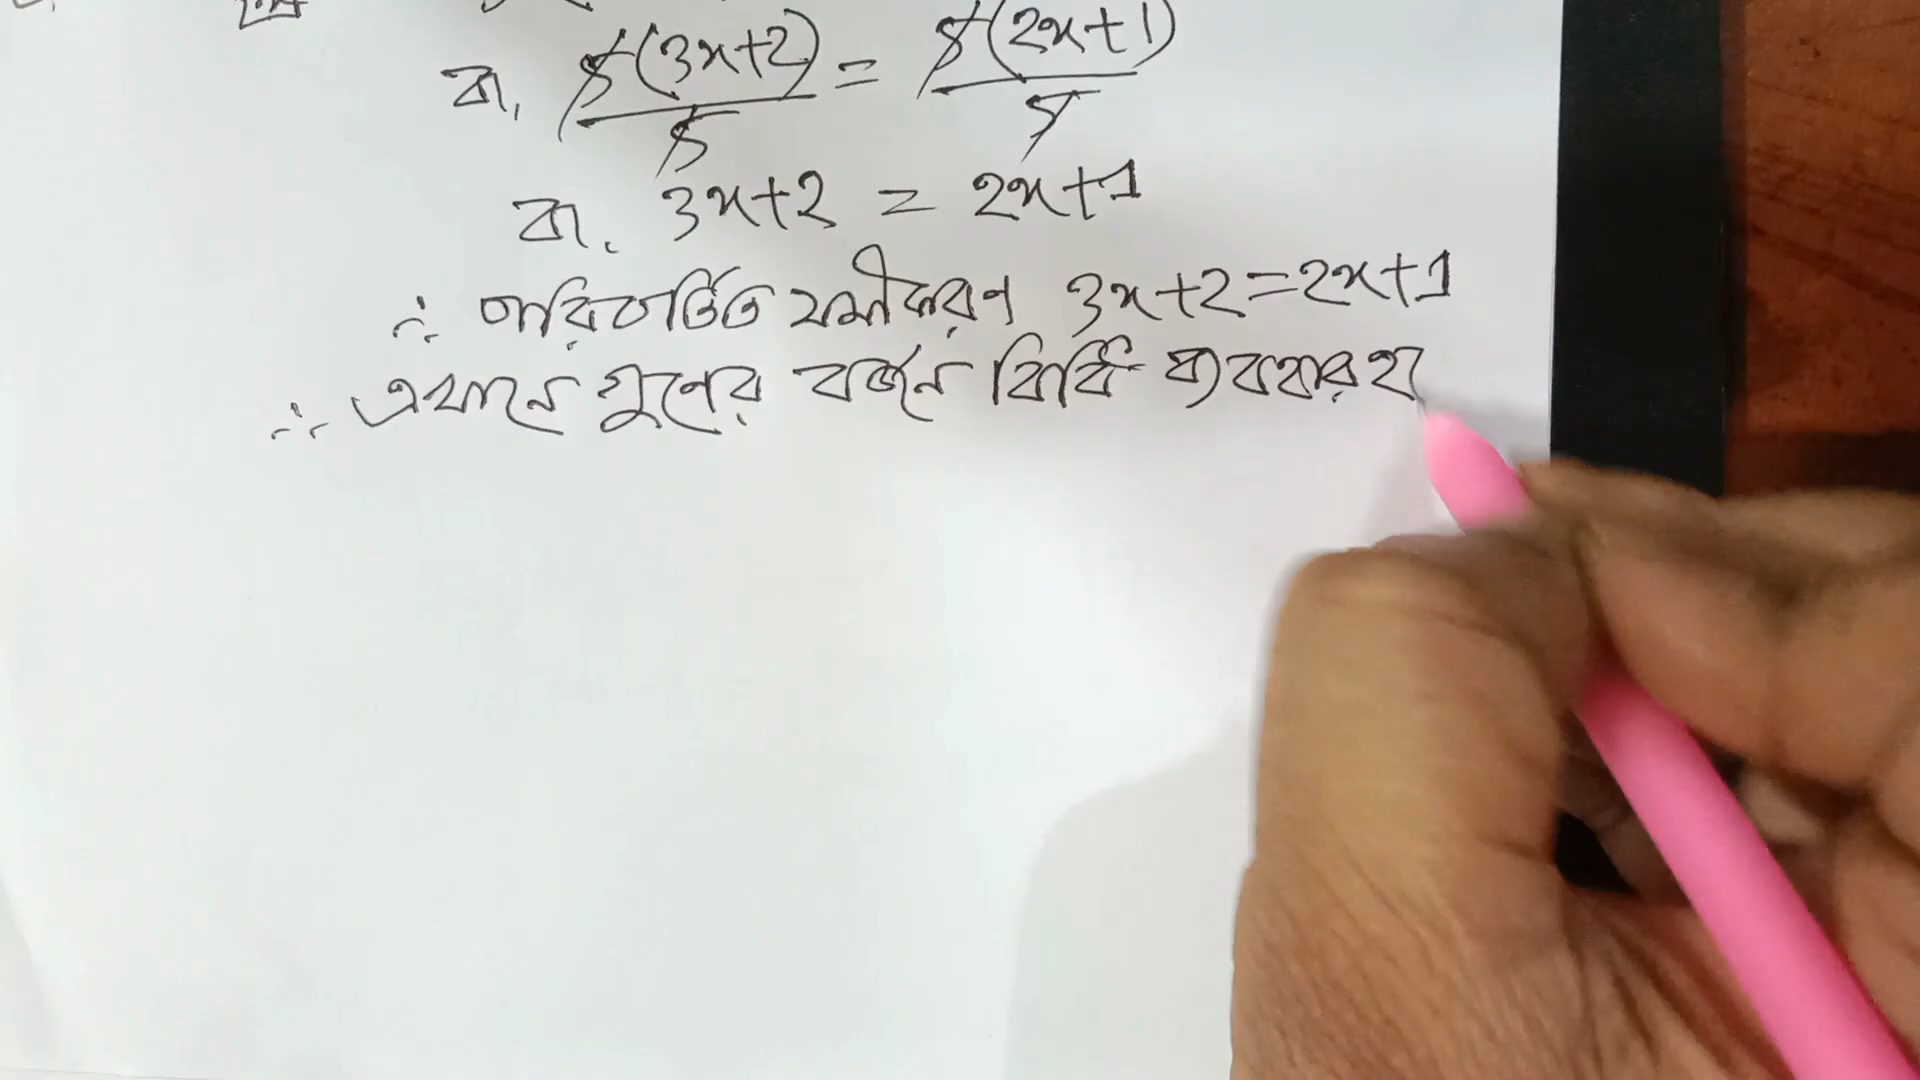 বা, 5(3x+2)/5 = 5(2x+1)/5
বা, 3x+2 = 2x+1
∴ পরিবর্তিত সমীকরণ 3x+2=2x+1
∴ এখানে গুণের বর্জন বিধি ব্যবহার হ